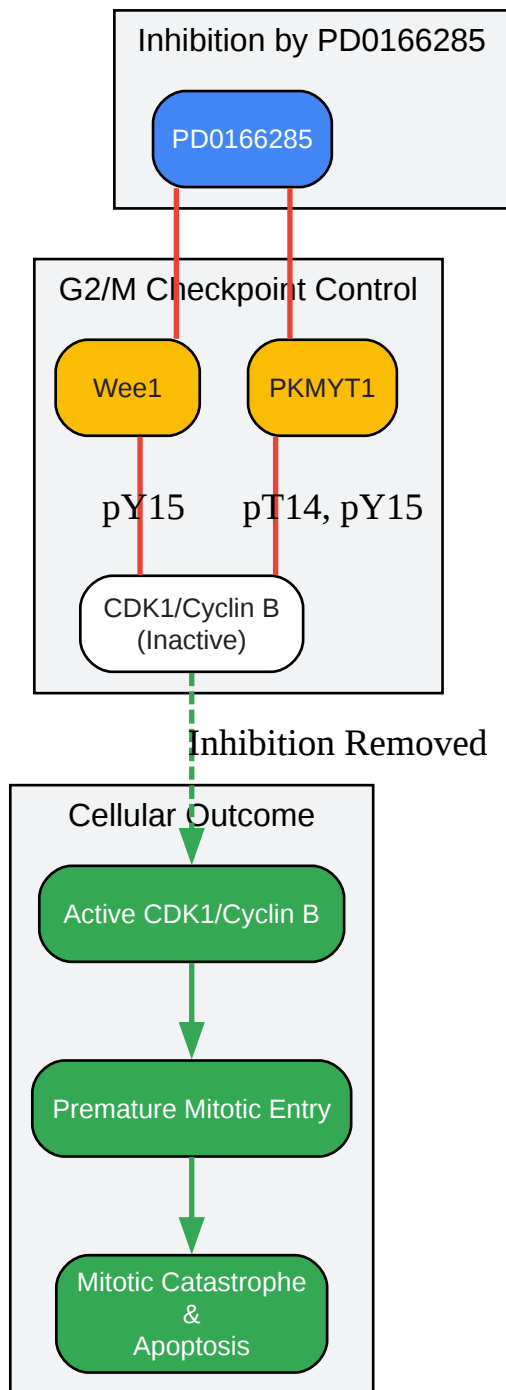 Inhibition by PD0166285
PD0166285
G2/M Checkpoint Control
Wee1
PKMYT1
pY15
pT14, pY15
CDK1/Cyclin B
(Inactive)
Inhibition Removed
Cellular Outcome
Active CDK1/Cyclin B
Premature Mitotic Entry
Mitotic Catastrophe
&
Apoptosis